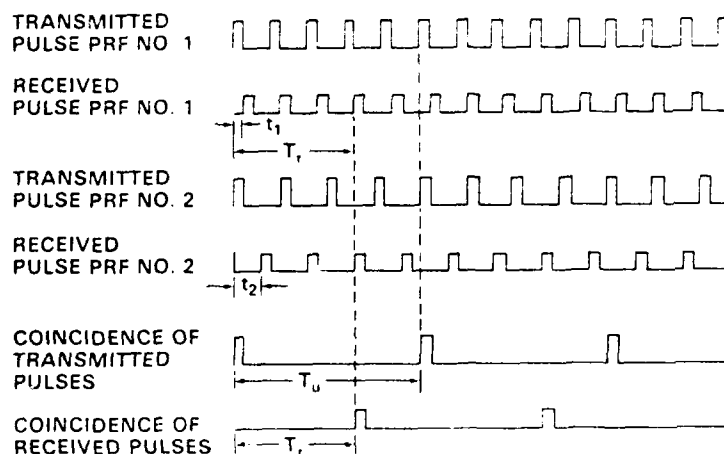 TRANSMITTED
PULSE PRF NO. 1
RECEIVED
PULSE PRF NO. 1
t1
Tr
TRANSMITTED
PULSE PRF NO. 2
RECEIVED
PULSE PRF NO. 2
t2
COINCIDENCE OF
TRANSMITTED
PULSES
Tu
COINCIDENCE OF
RECEIVED PULSES
Tr